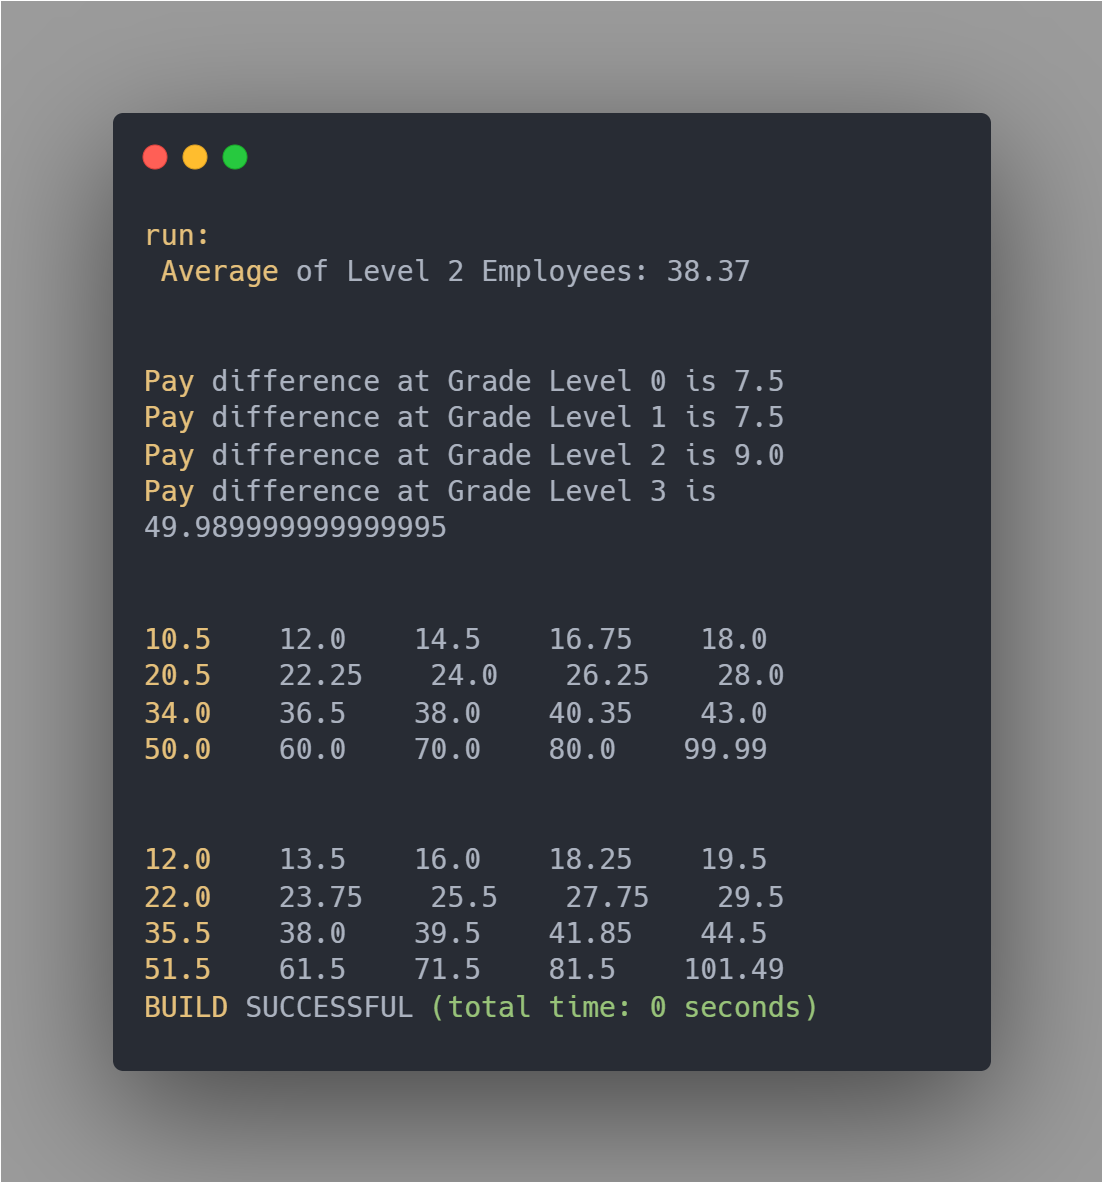 run:
 Average of Level 2 Employees: 38.37
Pay difference at Grade Level 0 is 7.5
Pay difference at Grade Level 1 is 7.5
Pay difference at Grade Level 2 is 9.0
Pay difference at Grade Level 3 is
49.989999999999995
10.5    12.0    14.5    16.75    18.0
20.5    22.25    24.0    26.25    28.0
34.0    36.5    38.0    40.35    43.0
50.0    60.0    70.0    80.0    99.99
12.0    13.5    16.0    18.25    19.5
22.0    23.75    25.5    27.75    29.5
35.5    38.0    39.5    41.85    44.5
51.5    61.5    71.5    81.5    101.49
BUILD SUCCESSFUL (total time: 0 seconds)